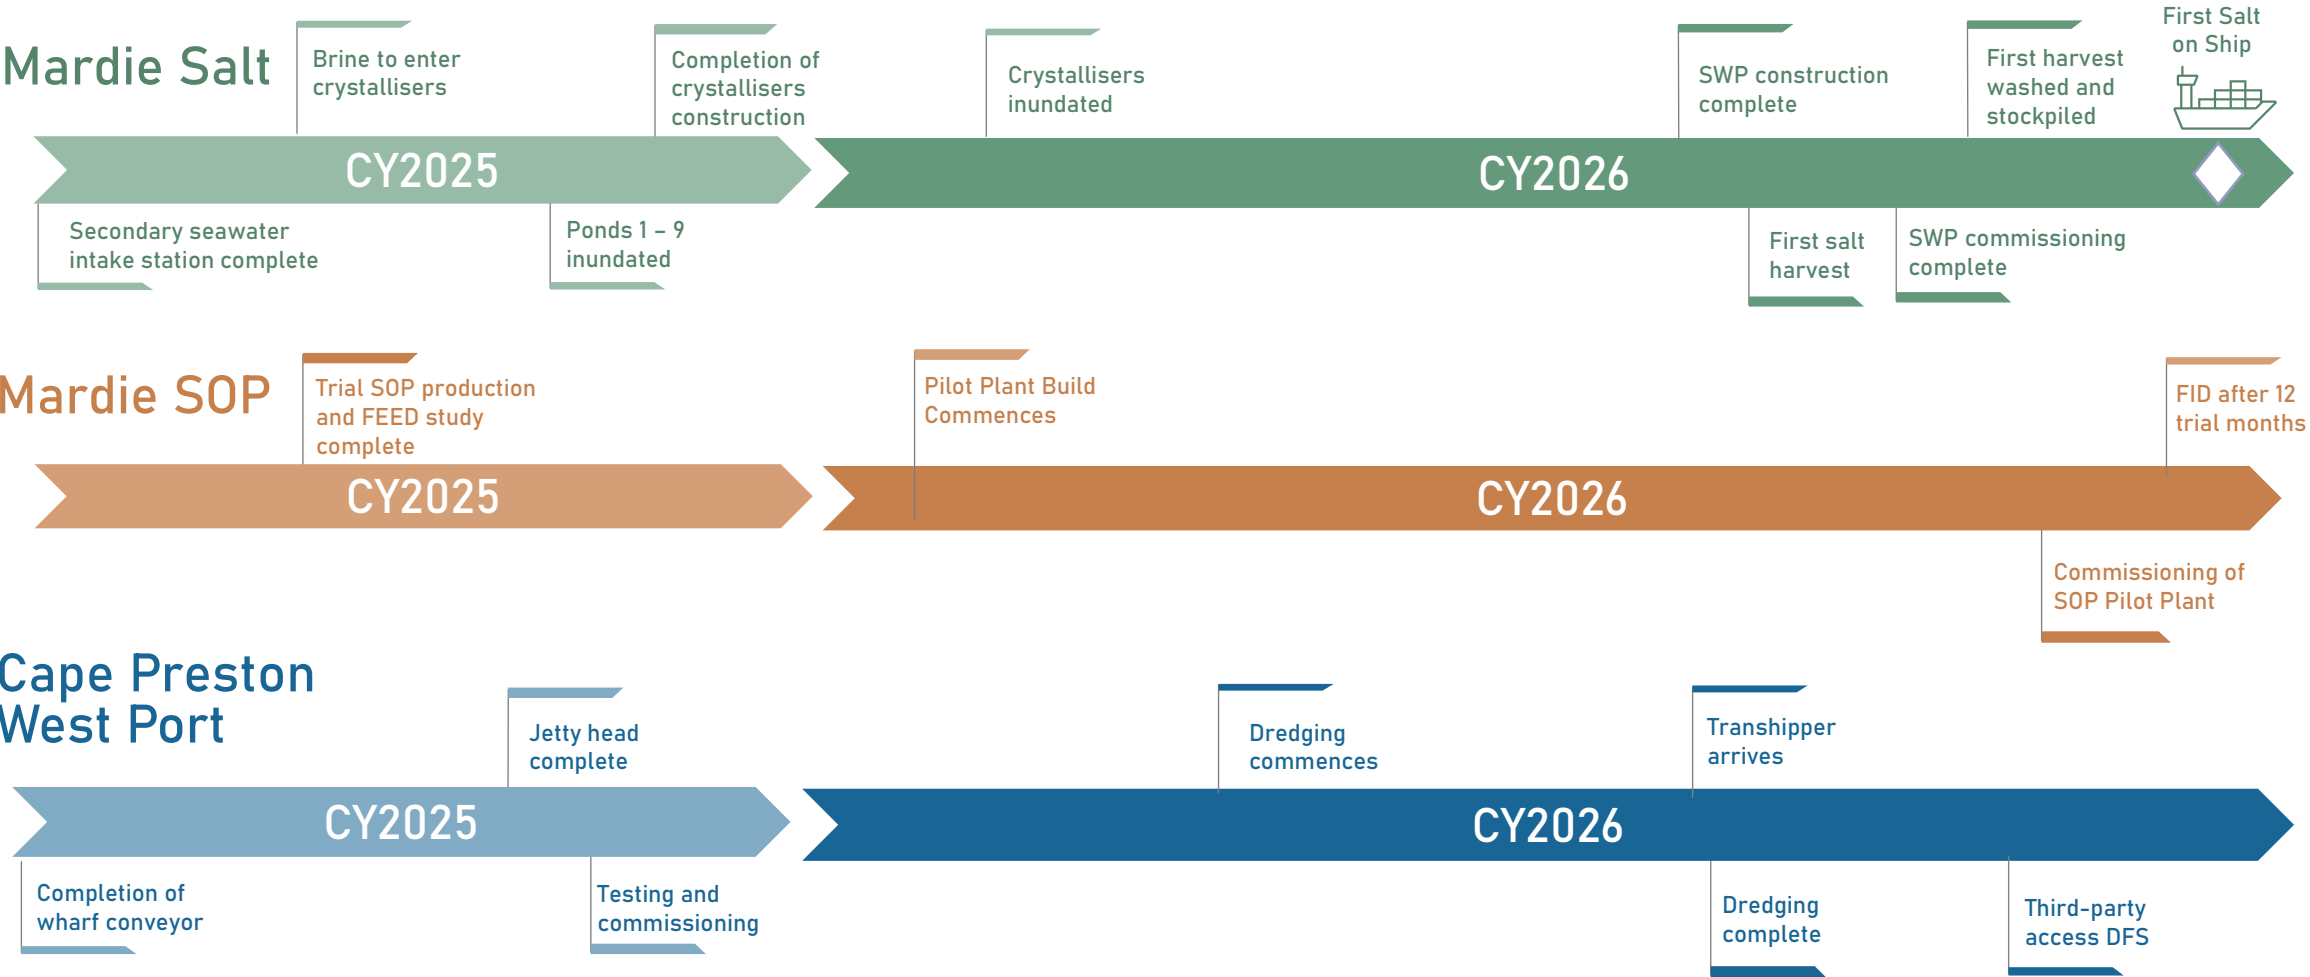 Mardie Salt
Brine to enter
crystallisers
Completion of
crystallisers
construction
Crystallisers
inundated
SWP construction
complete
First harvest
washed and
stockpiled
First Salt
on Ship
CY2025
CY2026
Secondary seawater
intake station complete
Ponds 1 – 9
inundated
First salt
harvest
SWP commissioning
complete
Mardie SOP
Trial SOP production
and FEED study
complete
Pilot Plant Build
Commences
FID after 12
trial months
CY2025
CY2026
Commissioning of
SOP Pilot Plant
Cape Preston
West Port
Jetty head
complete
Dredging
commences
Transhipper
arrives
CY2025
CY2026
Completion of
wharf conveyor
Testing and
commissioning
Dredging
complete
Third-party
access DFS